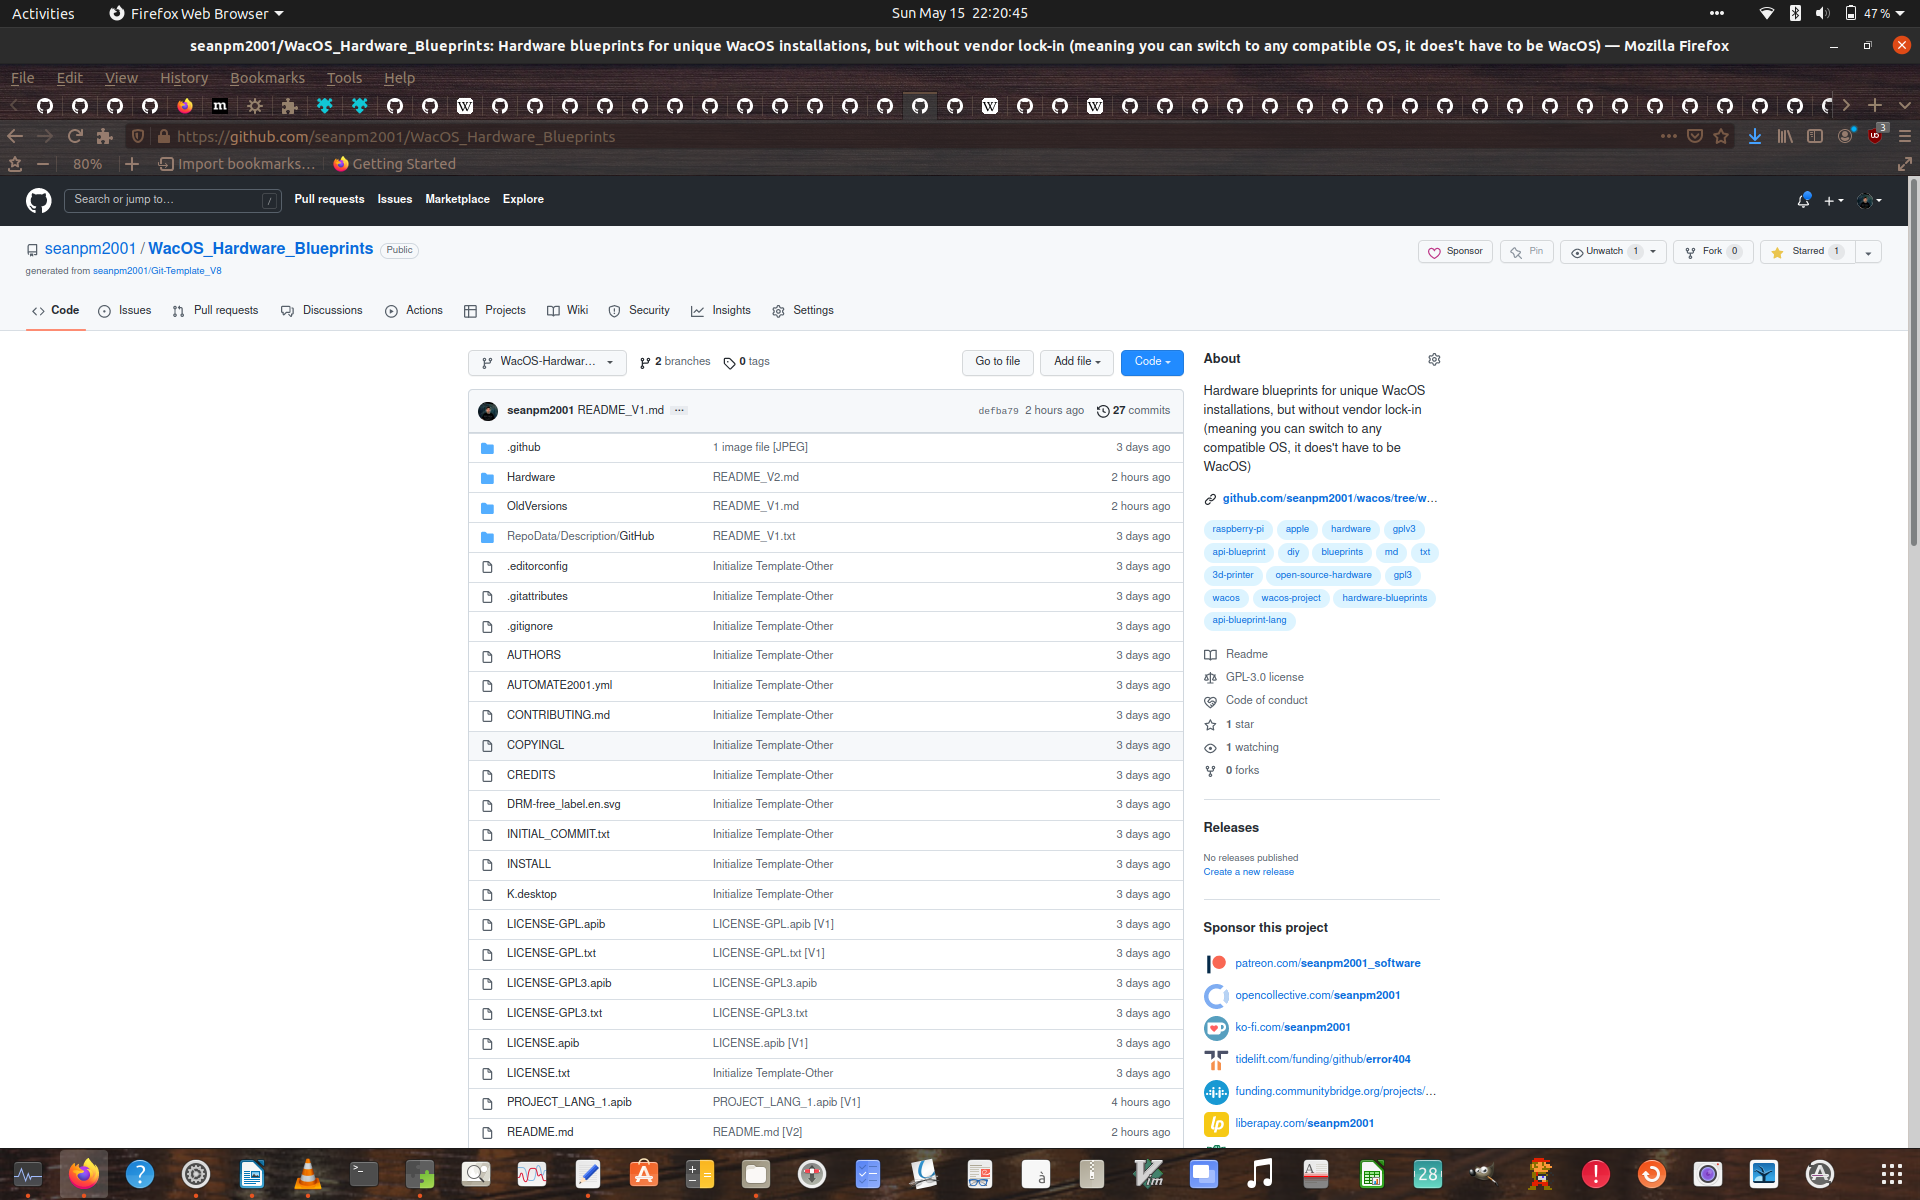 Activities Firefox Web Browser Sun May 15 22:20:45 47 %
seanpm2001/WacOS_Hardware_Blueprints: Hardware blueprints for unique WacOS installations, but without vendor lock-in (meaning you can switch to any compatible OS, it does't have to be WacOS) — Mozilla Firefox
File Edit View History Bookmarks Tools Help
https://github.com/seanpm2001/WacOS_Hardware_Blueprints 3
80% Import bookmarks... Getting Started
Search or jump to... / Pull requests Issues Marketplace Explore
seanpm2001 / WacOS_Hardware_Blueprints Public Sponsor Pin Unwatch 1 Fork 0 Starred 1
generated from seanpm2001/Git-Template_V8
Code Issues Pull requests Discussions Actions Projects Wiki Security Insights Settings
WacOS-Hardwar... 2 branches 0 tags Go to file Add file Code
seanpm2001 README_V1.md ... defba79 2 hours ago 27 commits
.github 1 image file [JPEG] 3 days ago
Hardware README_V2.md 2 hours ago
OldVersions README_V1.md 2 hours ago
RepoData/Description/GitHub README_V1.txt 3 days ago
.editorconfig Initialize Template-Other 3 days ago
.gitattributes Initialize Template-Other 3 days ago
.gitignore Initialize Template-Other 3 days ago
AUTHORS Initialize Template-Other 3 days ago
AUTOMATE2001.yml Initialize Template-Other 3 days ago
CONTRIBUTING.md Initialize Template-Other 3 days ago
COPYINGL Initialize Template-Other 3 days ago
CREDITS Initialize Template-Other 3 days ago
DRM-free_label.en.svg Initialize Template-Other 3 days ago
INITIAL_COMMIT.txt Initialize Template-Other 3 days ago
INSTALL Initialize Template-Other 3 days ago
K.desktop Initialize Template-Other 3 days ago
LICENSE-GPL.apib LICENSE-GPL.apib [V1] 3 days ago
LICENSE-GPL.txt LICENSE-GPL.txt [V1] 3 days ago
LICENSE-GPL3.apib LICENSE-GPL3.apib 3 days ago
LICENSE-GPL3.txt LICENSE-GPL3.txt 3 days ago
LICENSE.apib LICENSE.apib [V1] 3 days ago
LICENSE.txt Initialize Template-Other 3 days ago
PROJECT_LANG_1.apib PROJECT_LANG_1.apib [V1] 4 hours ago
README.md README.md [V2] 2 hours ago
About
Hardware blueprints for unique WacOS
installations, but without vendor lock-in
(meaning you can switch to any
compatible OS, it does't have to be
WacOS)
github.com/seanpm2001/wacos/tree/w...
raspberry-pi apple hardware gplv3
api-blueprint diy blueprints md txt
3d-printer open-source-hardware gpl3
wacos wacos-project hardware-blueprints
api-blueprint-lang
Readme
GPL-3.0 license
Code of conduct
1 star
1 watching
0 forks
Releases
No releases published
Create a new release
Sponsor this project
patreon.com/seanpm2001_software
opencollective.com/seanpm2001
ko-fi.com/seanpm2001
tidelift.com/funding/github/error404
funding.communitybridge.org/projects/...
liberapay.com/seanpm2001
28